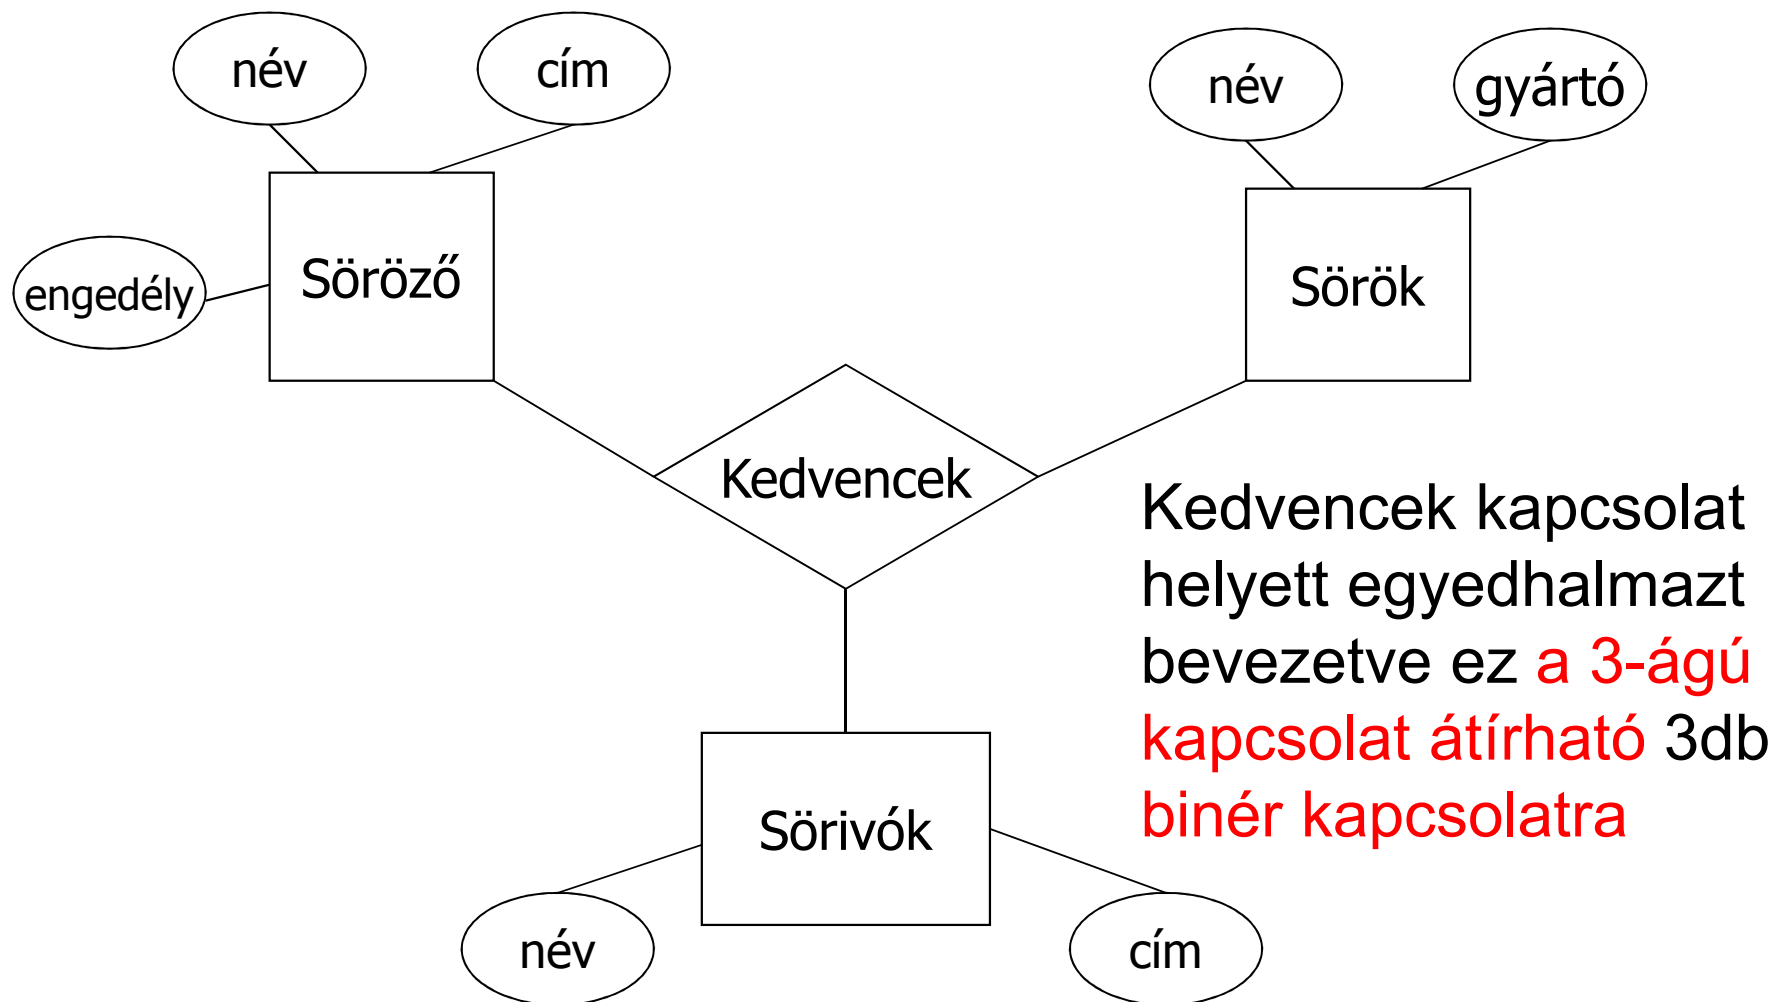 név
cím
név
gyártó
engedély
Söröző
Sörök
Kedvencek
Kedvencek kapcsolat
helyett egyedhalmazt
bevezetve ez a 3-ágú
kapcsolat átírható 3db
binér kapcsolatra
Sörivók
név
cím